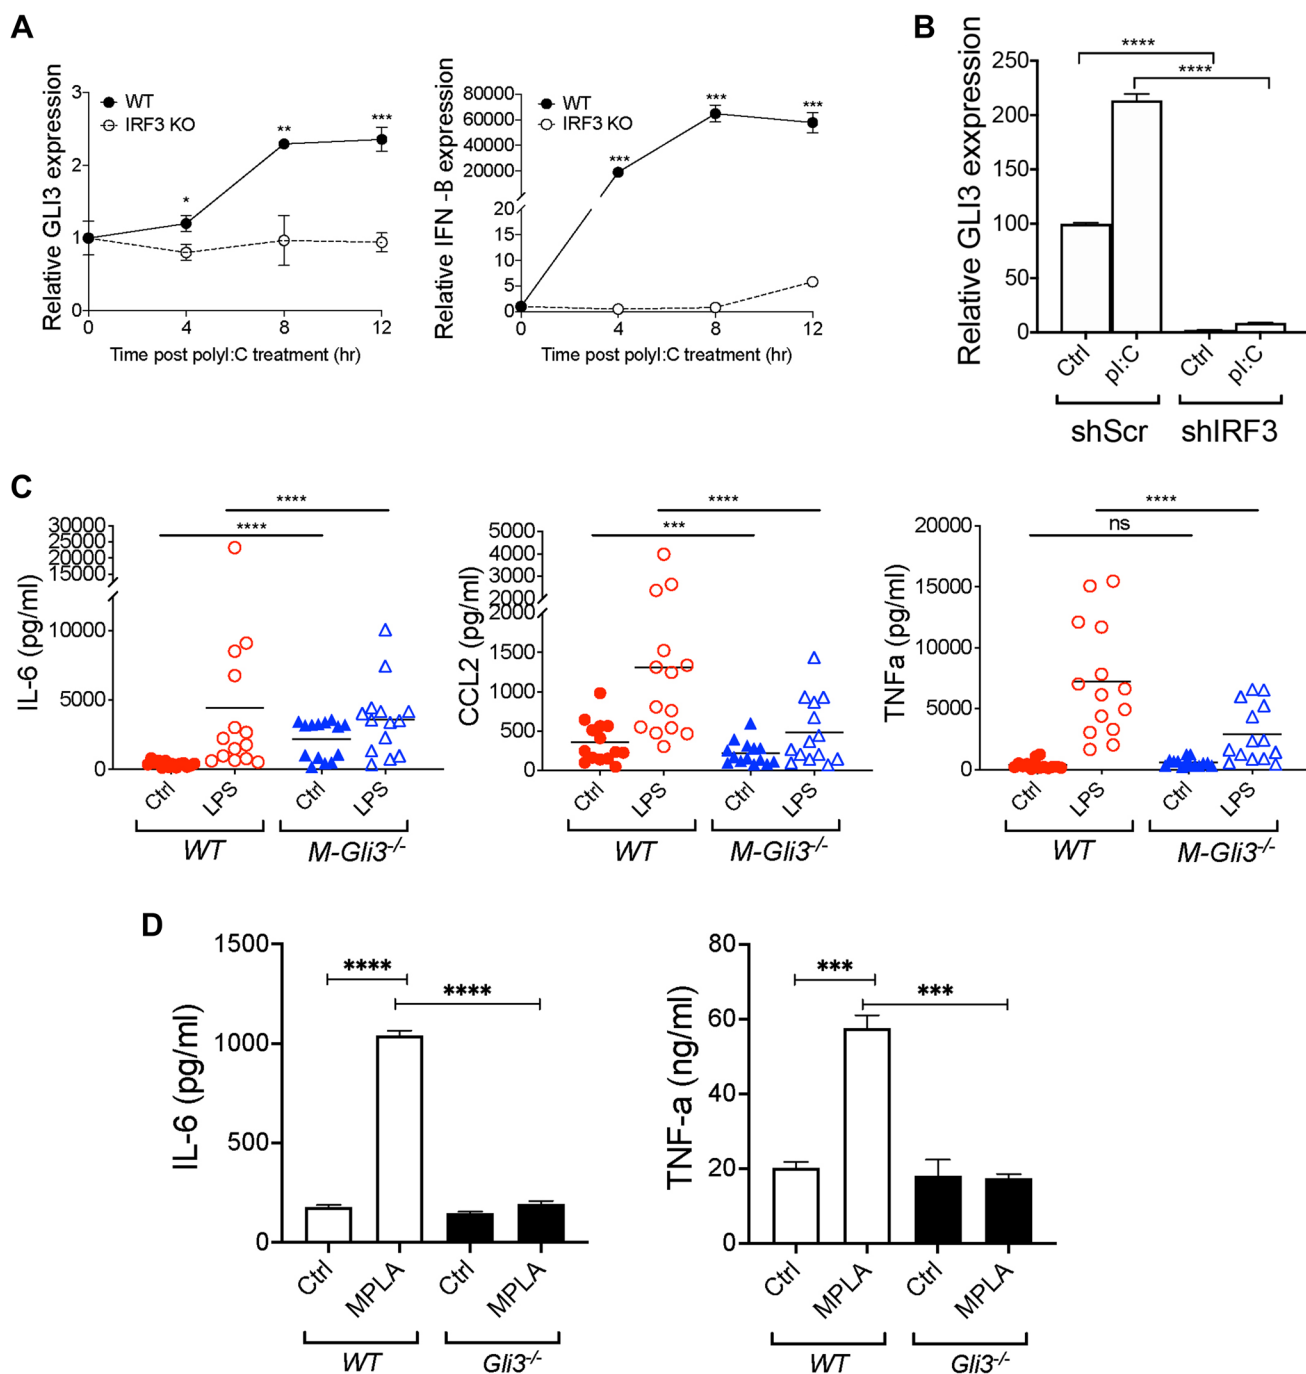 A
Relative GLI3 expression
3
2
1
0
WT
IRF3 KO
*
**
***
0 4 8 12
Time post polyI:C treatment (hr)
Relative IFN -B expression
80000
60000
40000
20000
20
15
10
5
0
WT
IRF3 KO
***
***
***
0 4 8 12
Time post polyI:C treatment (hr)
B
Relative GLI3 exxpression
250
200
150
100
50
0
****
****
Ctrl pI:C Ctrl pI:C
shScr shIRF3
C
IL-6 (pg/ml)
30000
25000
20000
15000
10000
5000
0
****
****
Ctrl LPS Ctrl LPS
WT M-Gli3-/-
CCL2 (pg/ml)
5000
4000
3000
2000
1500
1000
500
0
****
***
Ctrl LPS Ctrl LPS
WT M-Gli3-/-
TNFa (pg/ml)
20000
15000
10000
5000
0
****
ns
Ctrl LPS Ctrl LPS
WT M-Gli3-/-
D
IL-6 (pg/ml)
1500
1000
500
0
****
****
Ctrl MPLA Ctrl MPLA
WT Gli3-/-
TNF-a (ng/ml)
80
60
40
20
0
***
***
Ctrl MPLA Ctrl MPLA
WT Gli3-/-